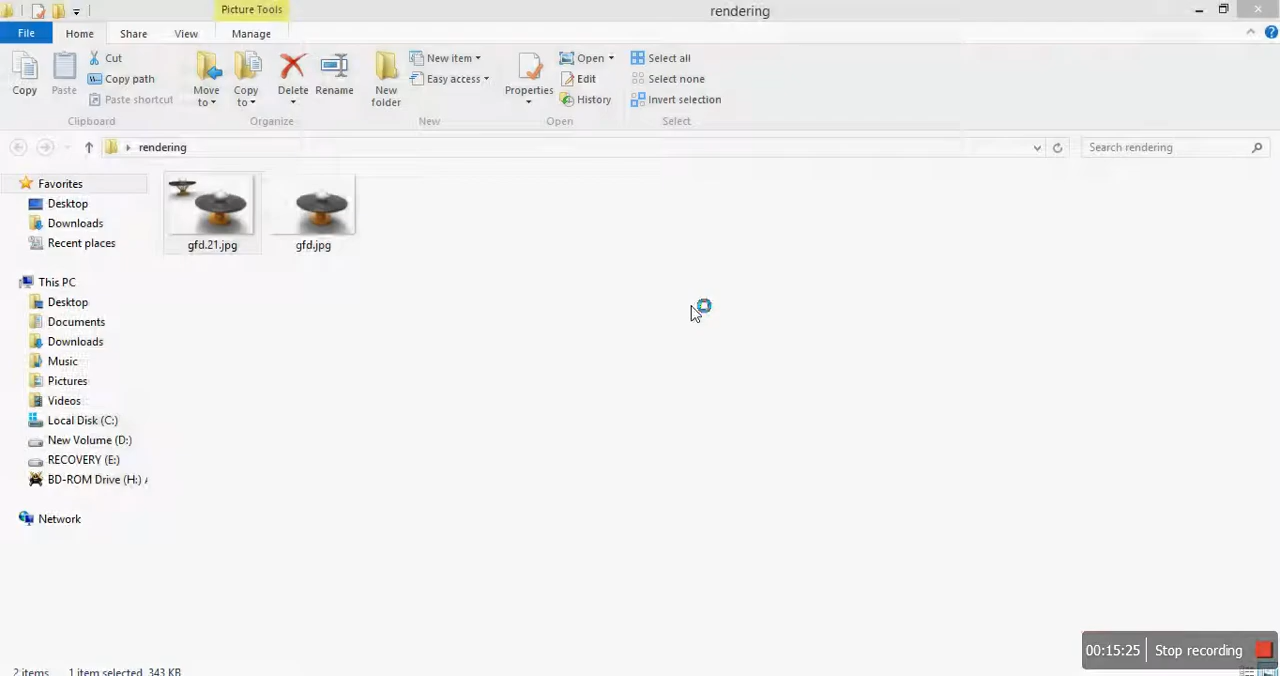 Picture Tools
rendering
File
Home
Share
View
Manage
Copy
Paste
Cut
Copy path
Paste shortcut
Clipboard
Move to
Copy to
Delete
Rename
Organize
New folder
New item
Easy access
New
Properties
Open
Edit
History
Open
Select all
Select none
Invert selection
Select
rendering
Search rendering
Favorites
Desktop
Downloads
Recent places
This PC
Desktop
Documents
Downloads
Music
Pictures
Videos
Local Disk (C:)
New Volume (D:)
RECOVERY (E:)
BD-ROM Drive (H:)
Network
gfd.21.jpg
gfd.jpg
2 items
1 item selected, 343 KB
00:15:25
Stop recording